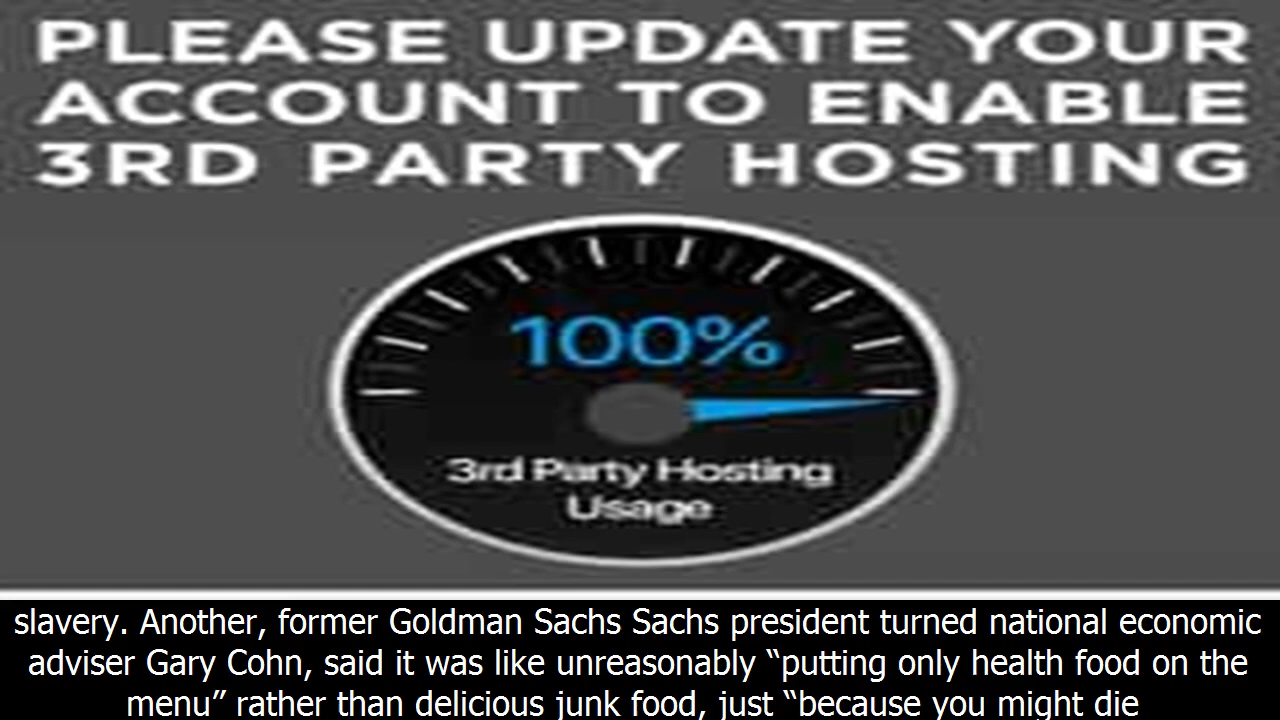 PLEASE UPDATE YOUR
ACCOUNT TO ENABLE
3RD PARTY HOSTING
100%
3rd Party Hosting
Usage
slavery. Another, former Goldman Sachs Sachs president turned national economic
adviser Gary Cohn, said it was like unreasonably “putting only health food on the
menu” rather than delicious junk food, just “because you might die